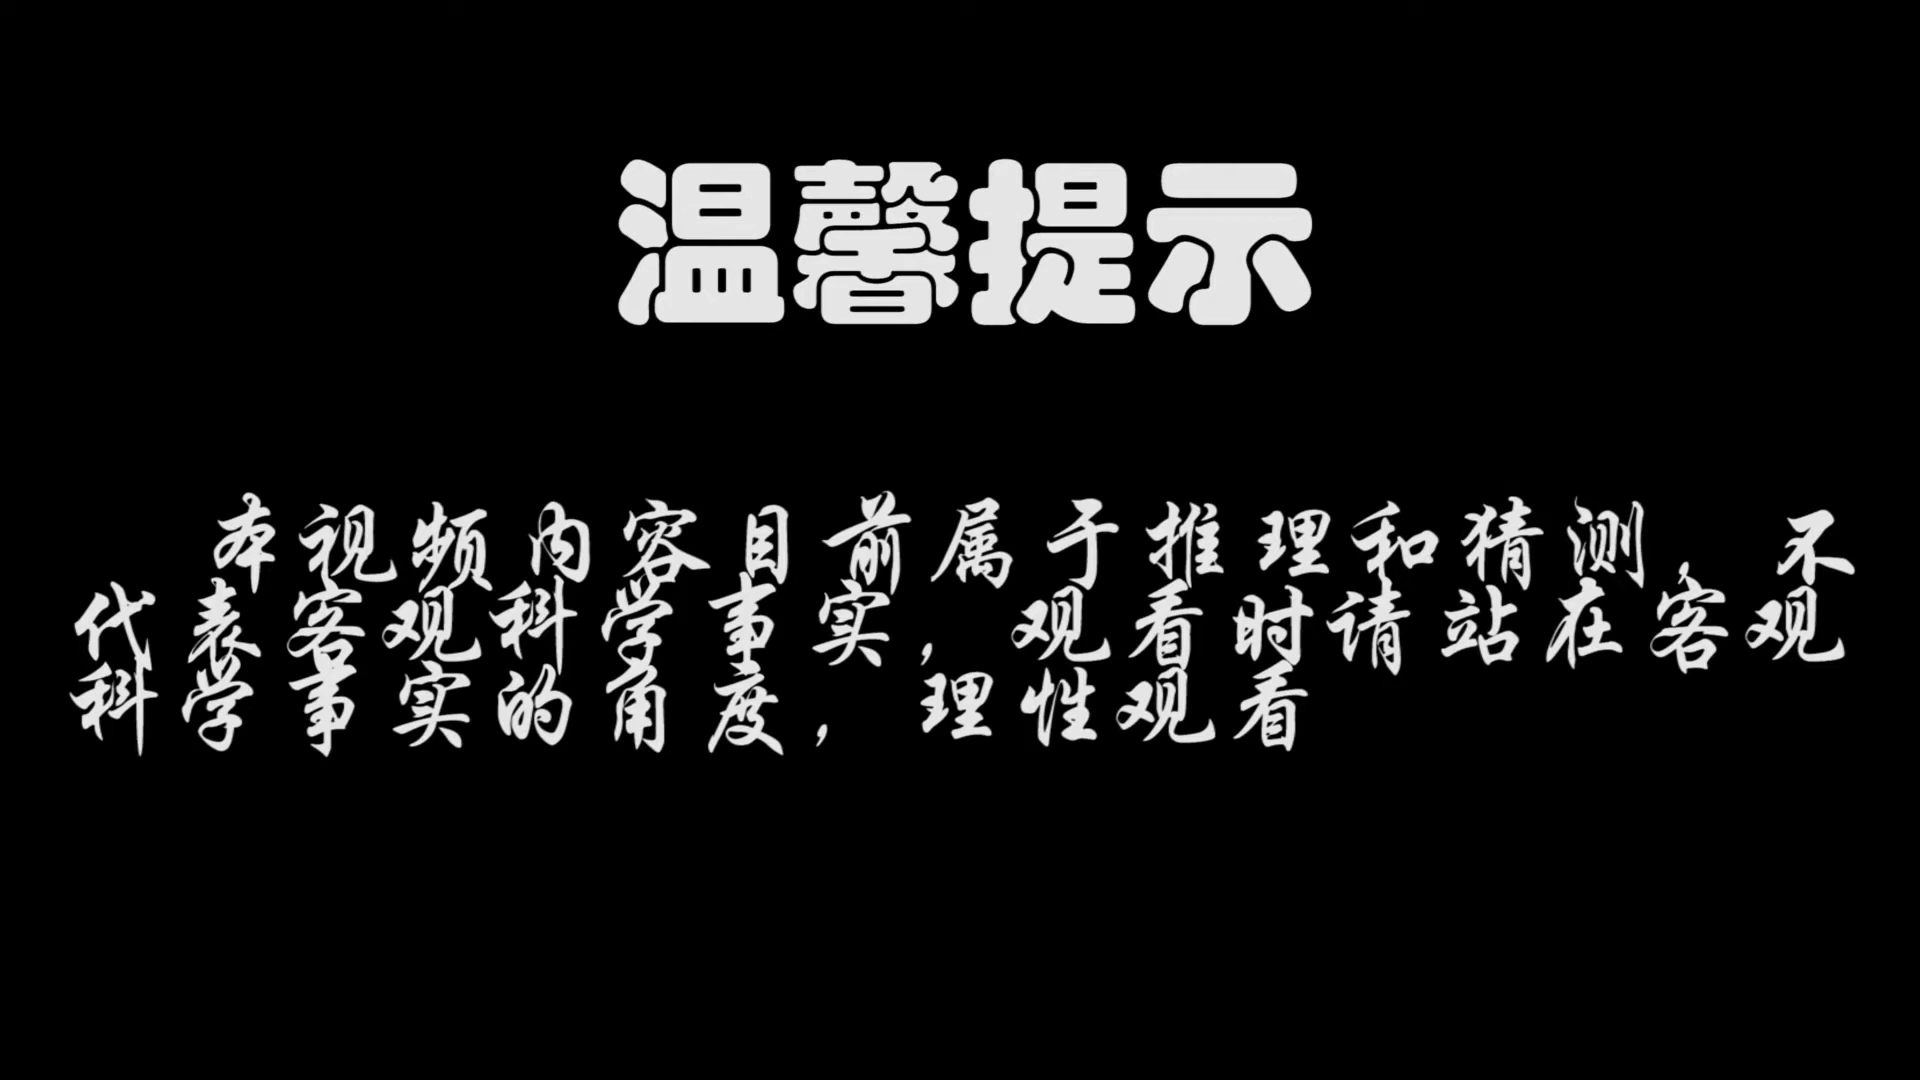 温馨提示
本视频内容目前属于推理和猜测，不
代表客观科学事实，观看时请站在客观
科学事实的角度，理性观看